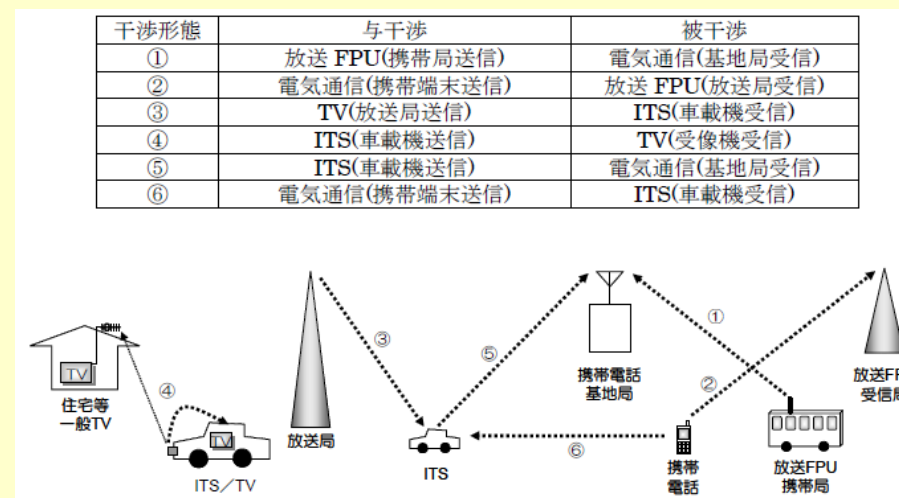 干渉形態 与干渉 被干渉
① 放送 FPU(携帯局送信) 電気通信(基地局受信)
② 電気通信(携帯端末送信) 放送 FPU(放送局受信)
③ TV(放送局送信) ITS(車載機受信)
④ ITS(車載機送信) TV(受像機受信)
⑤ ITS(車載機送信) 電気通信(基地局受信)
⑥ 電気通信(携帯端末送信) ITS(車載機受信)
①
③
⑤
携帯電話
基地局
②
放送FP
受信局
TV
④
住宅等
一般TV
TV
ITS/TV
放送局
ITS
⑥
携帯
電話
放送FPU
携帯局